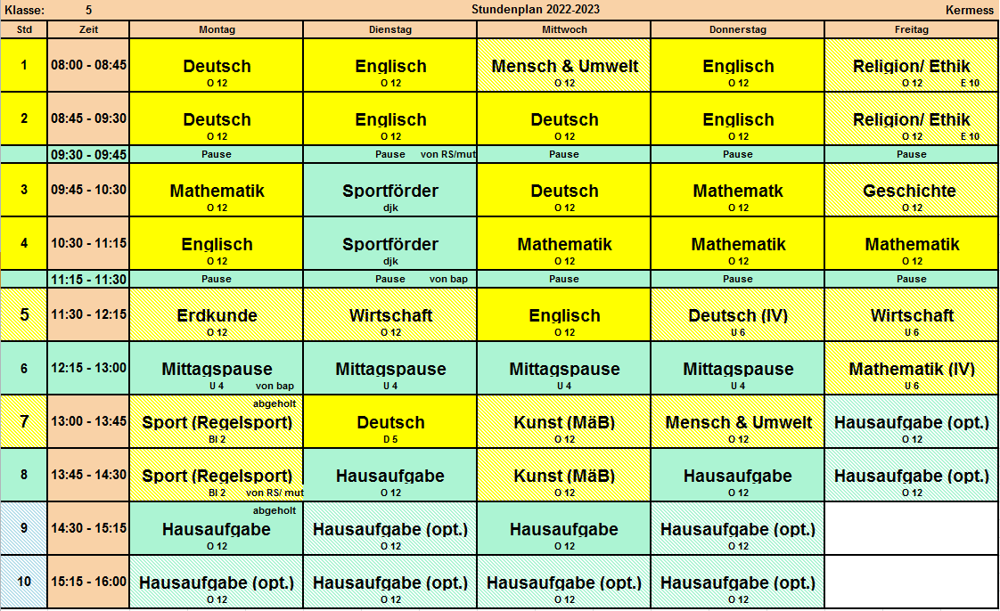 Klasse: 5 Stundenplan 2022-2023 Kermess
Std Zeit Montag Dienstag Mittwoch Donnerstag Freitag
1 08:00 - 08:45 Deutsch Englisch Mensch & Umwelt Englisch Religion/ Ethik
O 12 O 12 O 12 O 12 O 12 E 10
2 08:45 - 09:30 Deutsch Englisch Deutsch Englisch Religion/ Ethik
O 12 O 12 O 12 O 12 O 12 E 10
09:30 - 09:45 Pause Pause von RS/mut Pause Pause Pause
3 09:45 - 10:30 Mathematik Sportförder Deutsch Mathematk Geschichte
O 12 djk O 12 O 12 O 12
4 10:30 - 11:15 Englisch Sportförder Mathematik Mathematik Mathematik
O 12 djk O 12 O 12 O 12
11:15 - 11:30 Pause Pause von bap Pause Pause Pause
5 11:30 - 12:15 Erdkunde Wirtschaft Englisch Deutsch (IV) Wirtschaft
O 12 O 12 O 12 U 6 U 6
6 12:15 - 13:00 Mittagspause Mittagspause Mittagspause Mittagspause Mathematik (IV)
U 4 von bap U 4 U 4 U 4 U 6
abgeholt
7 13:00 - 13:45 Sport (Regelsport) Deutsch Kunst (MäB) Mensch & Umwelt Hausaufgabe (opt.)
BI 2 D 5 O 12 O 12 O 12
8 13:45 - 14:30 Sport (Regelsport) Hausaufgabe Kunst (MäB) Hausaufgabe Hausaufgabe (opt.)
BI 2 von RS/ mut O 12 O 12 O 12 O 12
abgeholt
9 14:30 - 15:15 Hausaufgabe Hausaufgabe (opt.) Hausaufgabe Hausaufgabe (opt.)
O 12 O 12 O 12 O 12
10 15:15 - 16:00 Hausaufgabe (opt.) Hausaufgabe (opt.) Hausaufgabe (opt.) Hausaufgabe (opt.)
O 12 O 12 O 12 O 12